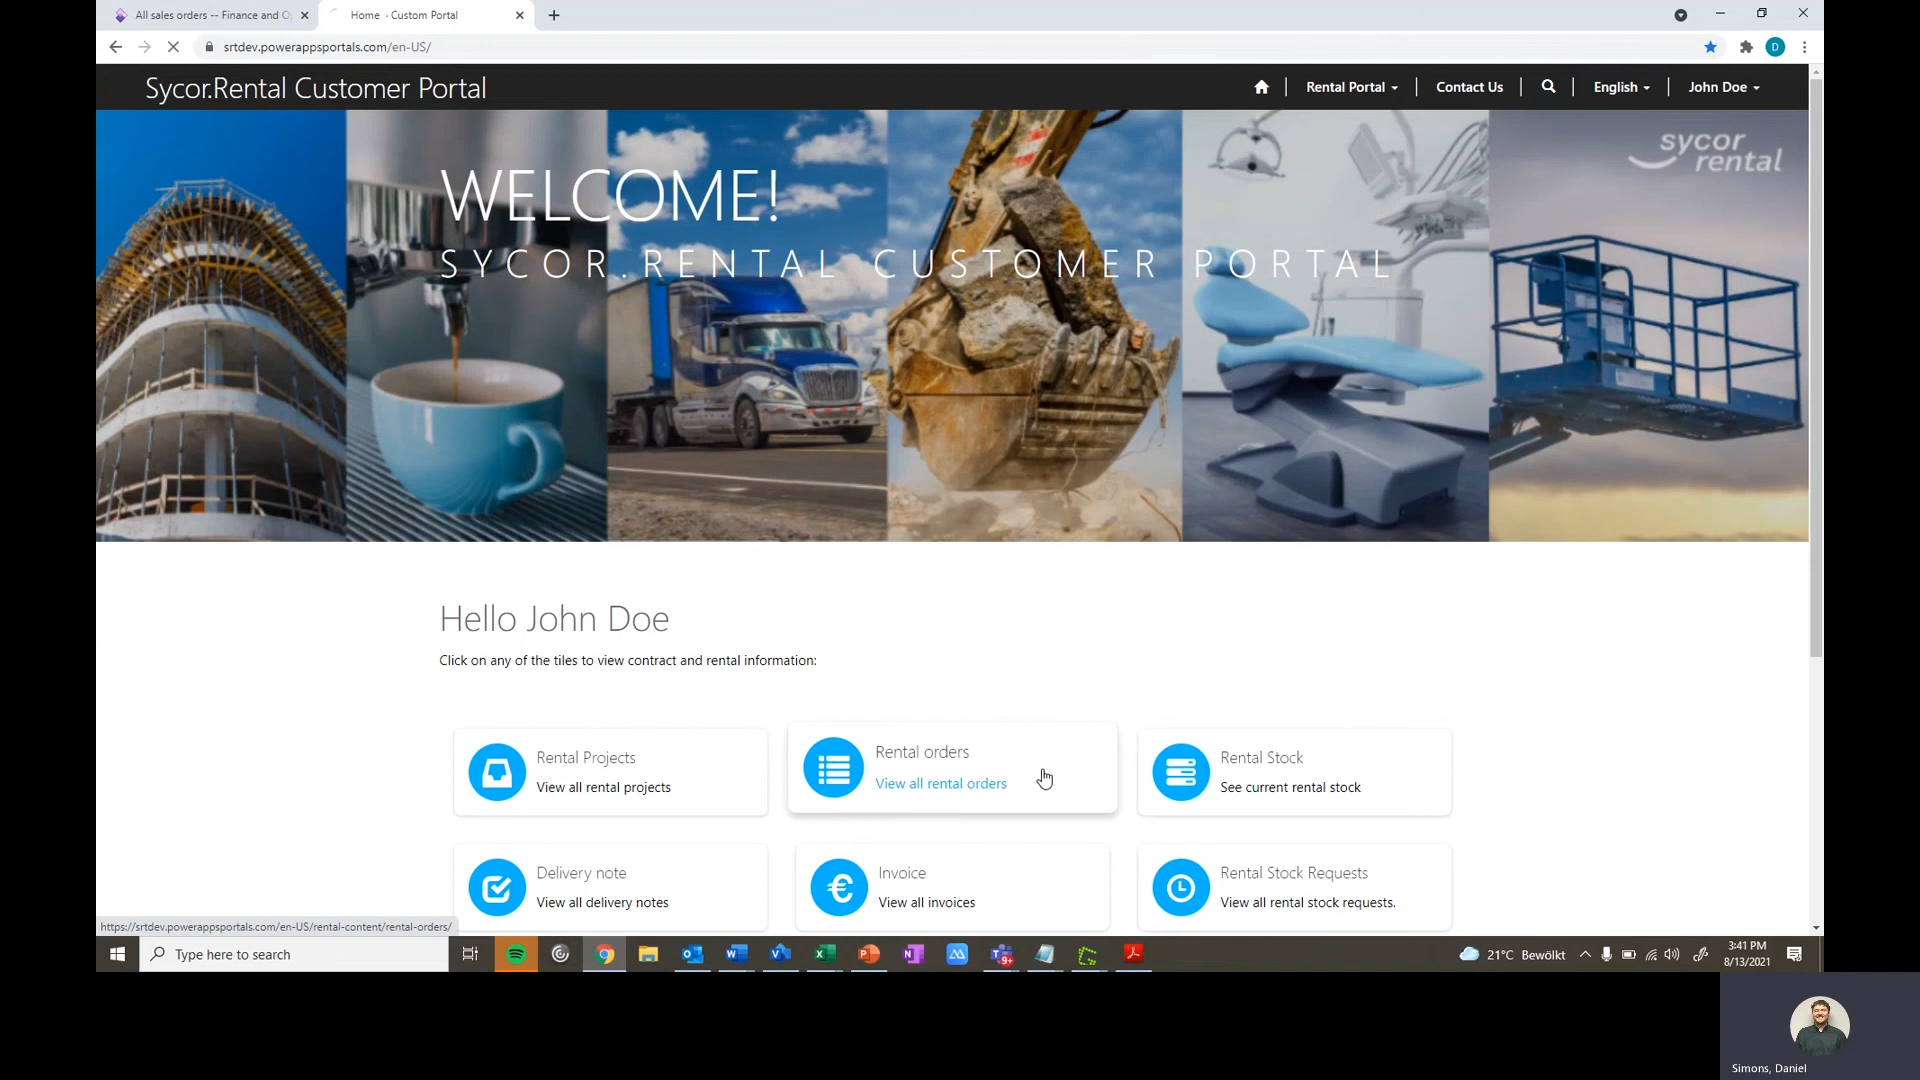 All sales orders -- Finance and O
Home · Custom Portal
srtdev.powerappsportals.com/en-US/
D
Sycor.Rental Customer Portal
Rental Portal
Contact Us
English
John Doe
sycor
rental
WELCOME!
SYCOR.RENTAL CUSTOMER PORTAL
Hello John Doe
Click on any of the tiles to view contract and rental information:
Rental Projects
View all rental projects
Rental orders
View all rental orders
Rental Stock
See current rental stock
Delivery note
View all delivery notes
Invoice
View all invoices
Rental Stock Requests
View all rental stock requests.
https://srtdev.powerappsportals.com/en-US/rental-content/rental-orders/
Type here to search
9+
21°C Bewölkt
3:41 PM
8/13/2021
Simons, Daniel